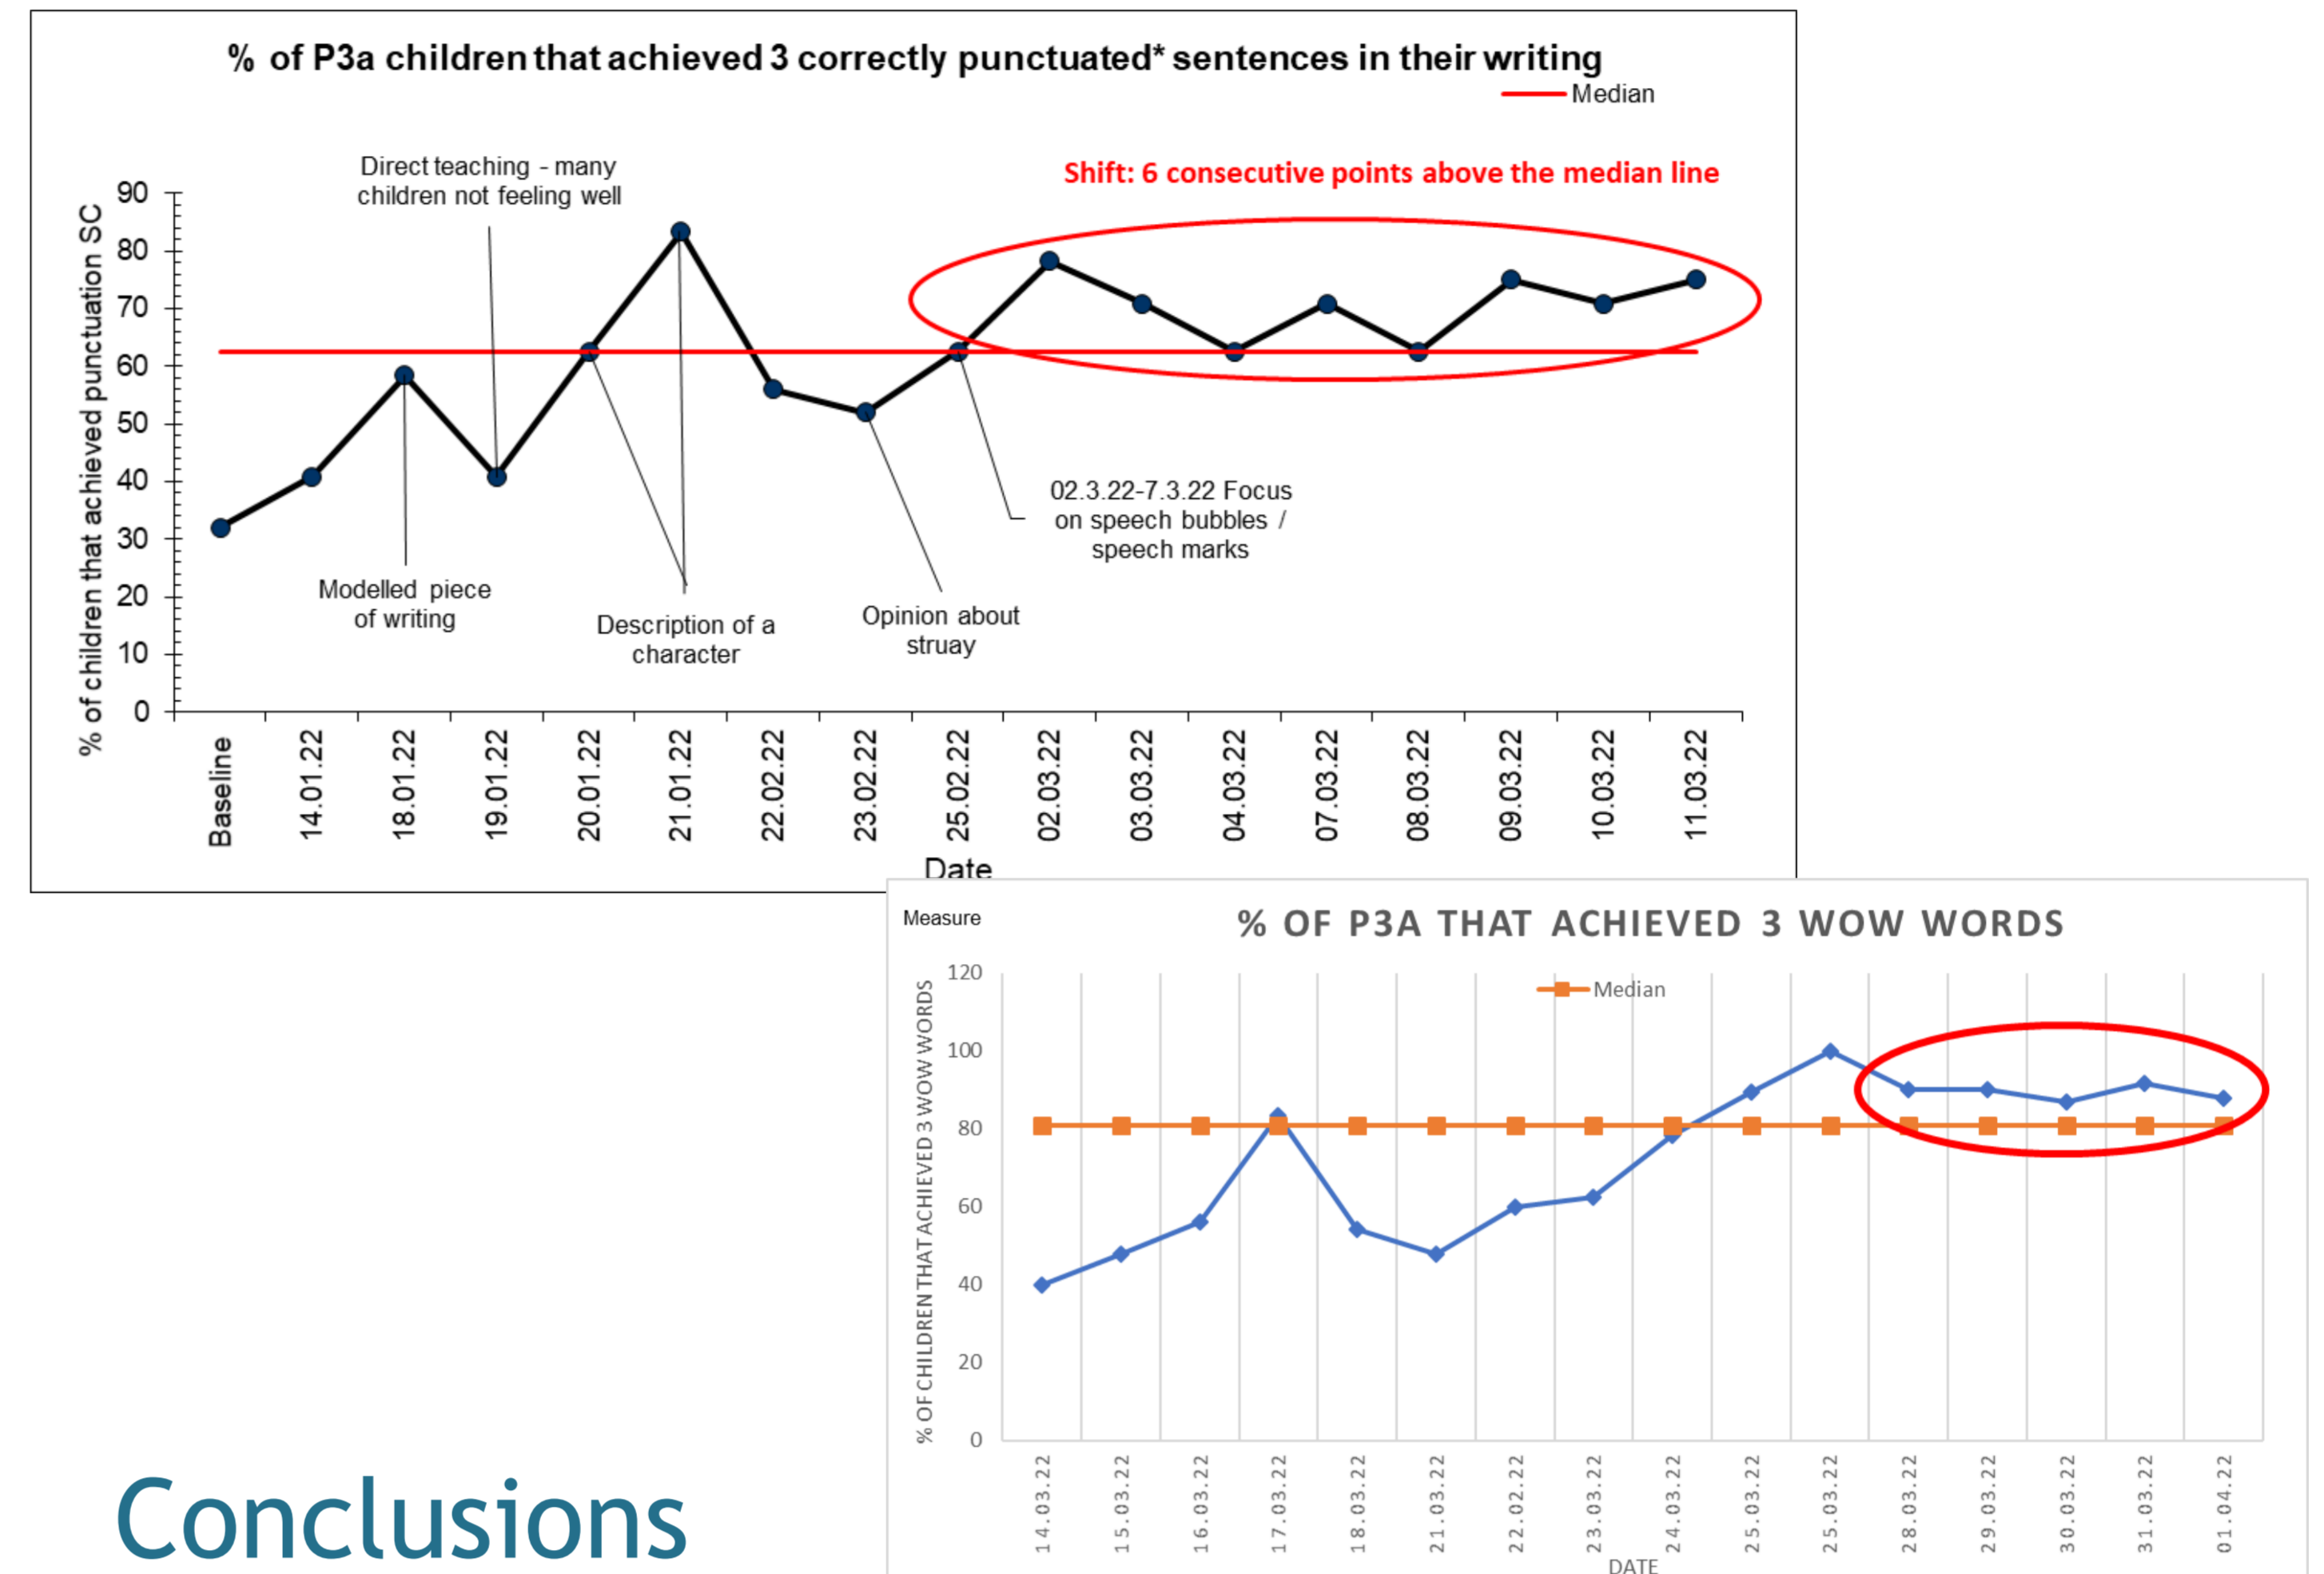 % of P3a children that achieved 3 correctly punctuated* sentences in their writing
Median
Direct teaching - many
children not feeling well
Shift: 6 consecutive points above the median line
% of children that achieved punctuation SC
90
80
70
60
50
40
30
20
10
0
Modelled piece
of writing
Description of a
character
Opinion about
struay
02.3.22-7.3.22 Focus
on speech bubbles /
speech marks
Baseline
14.01.22
18.01.22
19.01.22
20.01.22
21.01.22
22.02.22
23.02.22
25.02.22
02.03.22
03.03.22
04.03.22
07.03.22
08.03.22
09.03.22
10.03.22
11.03.22
Date
Measure
% OF P3A THAT ACHIEVED 3 WOW WORDS
Median
% OF CHILDREN THAT ACHIEVED 3 WOW WORDS
120
100
80
60
40
20
0
14.03.22
15.03.22
16.03.22
17.03.22
18.03.22
21.03.22
22.02.22
23.03.22
24.03.22
25.03.22
25.03.22
28.03.22
29.03.22
30.03.22
31.03.22
01.04.22
DATE
Conclusions